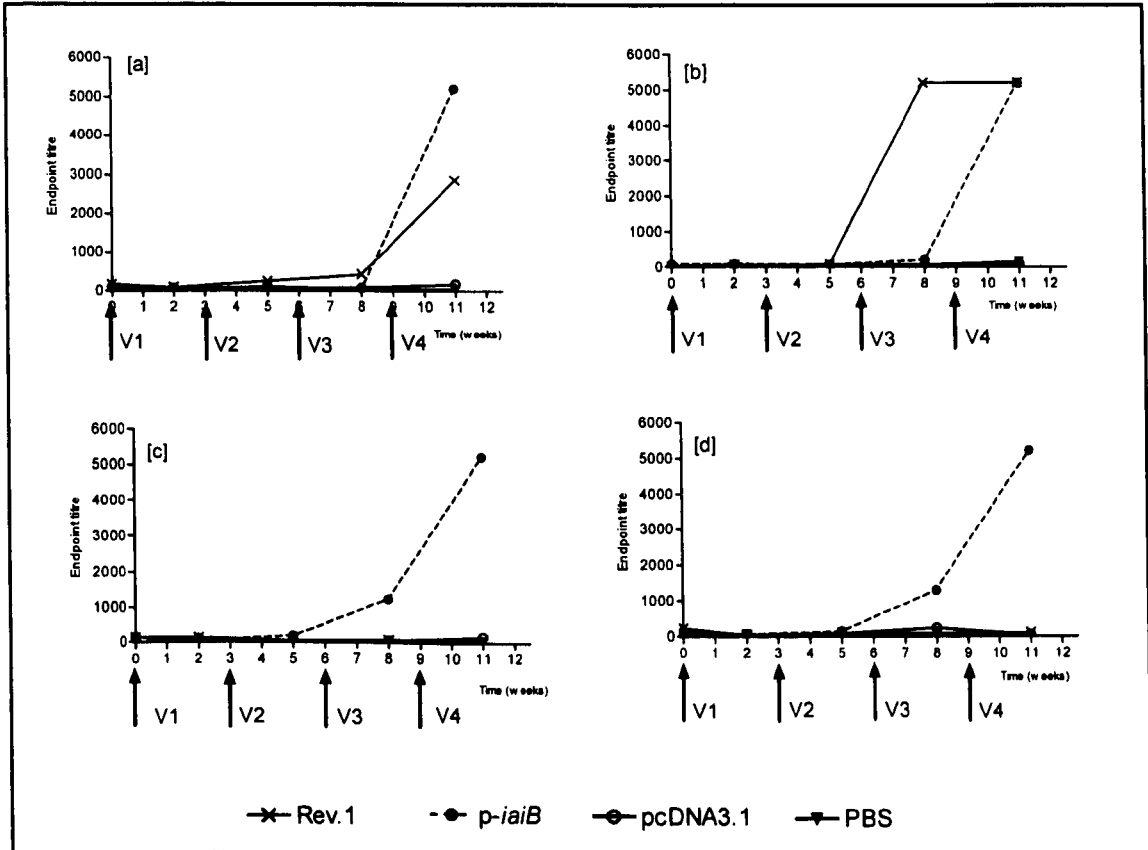 [a]
Endpoint titre
6000
5000
4000
3000
2000
1000
0
0 1 2 3 4 5 6 7 8 9 10 11 12
Time (weeks)
V1 V2 V3 V4
[b]
Endpoint titre
6000
5000
4000
3000
2000
1000
0
0 1 2 3 4 5 6 7 8 9 10 11 12
Time (weeks)
V1 V2 V3 V4
[c]
Endpoint titre
6000
5000
4000
3000
2000
1000
0
0 1 2 3 4 5 6 7 8 9 10 11 12
Time (weeks)
V1 V2 V3 V4
[d]
Endpoint titre
6000
5000
4000
3000
2000
1000
0
0 1 2 3 4 5 6 7 8 9 10 11 12
Time (weeks)
V1 V2 V3 V4
Rev.1 p-iaiB pcDNA3.1 PBS